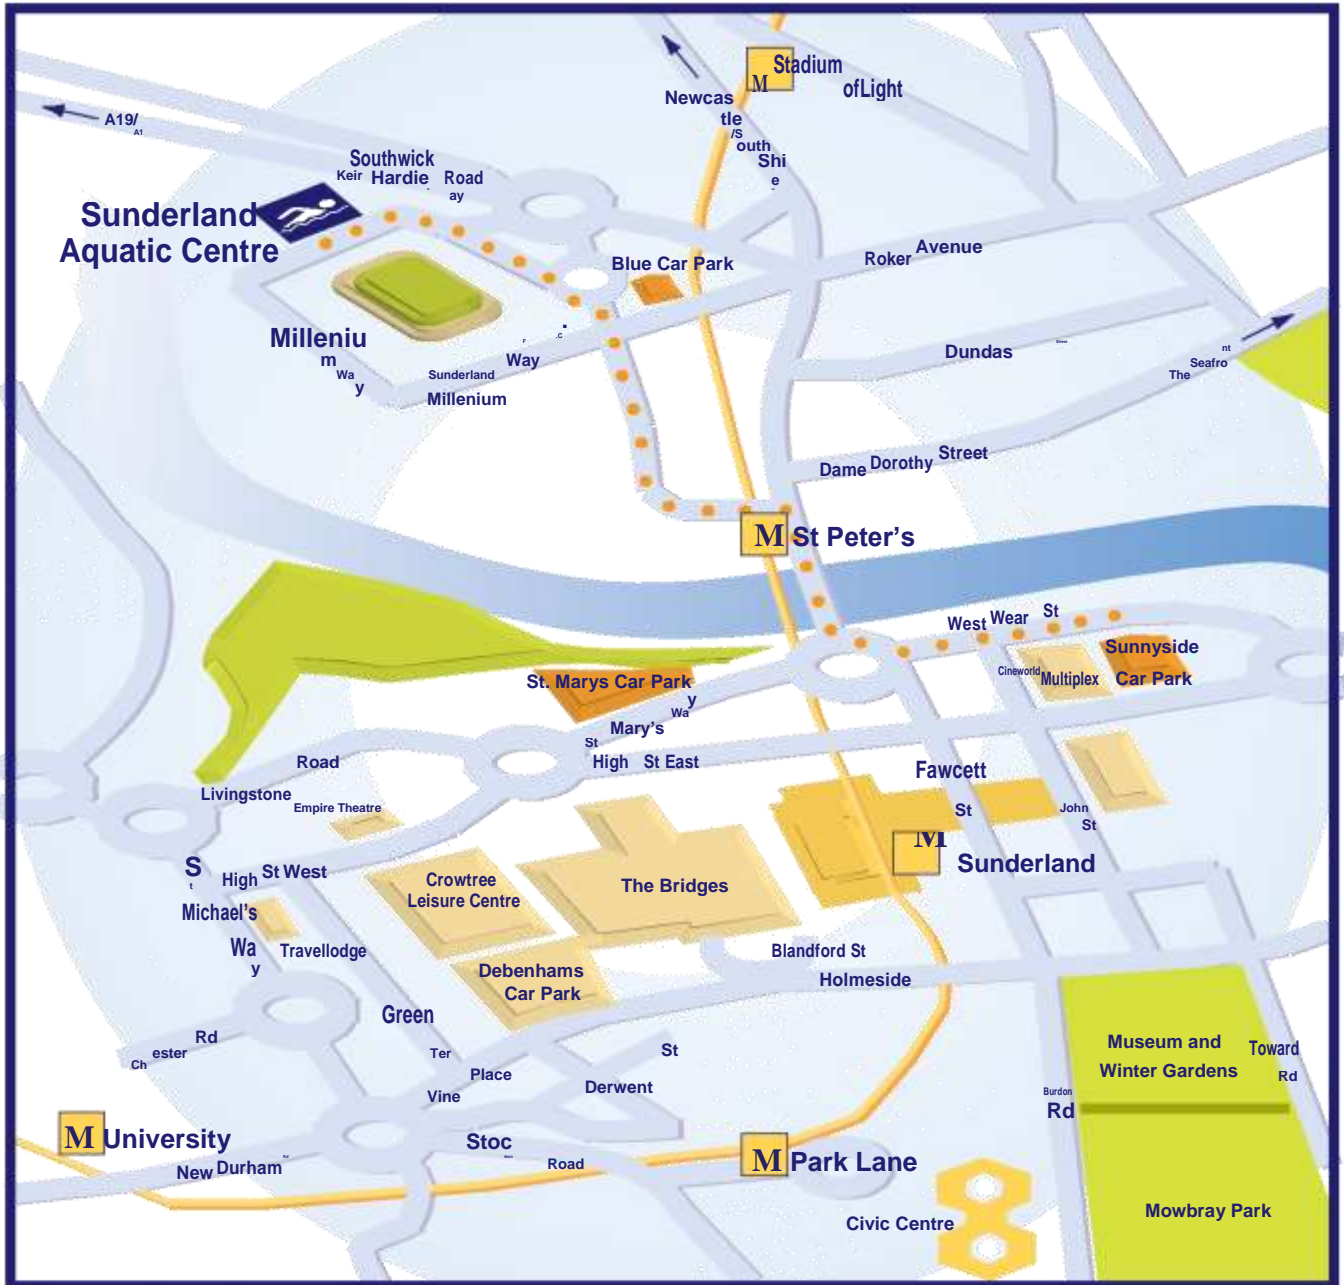 M
Stadium
ofLight
Newcas
tle
/S
outh
Shi
e
A19/
A1
Southwick
Keir Hardie Road
ay
Sunderland
Aquatic Centre
Blue Car Park
Roker Avenue
Milleniu
m
Wa
y
Sunderland
Way
Millenium
Dundas
Street
The Seafro
nt
Dame Dorothy Street
M St Peter's
West Wear St
Sunnyside
Car Park
Cineworld Multiplex
St. Marys Car Park
St Mary's Wa
y
High St East
Road
Livingstone
Empire Theatre
Fawcett
St
John
St
M
Sunderland
S
t
Michael's
Wa
y
High St West
Crowtree
Leisure Centre
The Bridges
Travellodge
Debenhams
Car Park
Blandford St
Holmeside
Green
Ter
Place
Vine
St
Derwent
Ch ester Rd
Museum and
Winter Gardens
Toward
Rd
Burdon
Rd
M University
New Durham Rd
Stoc
Road
M Park Lane
Civic Centre
Mowbray Park